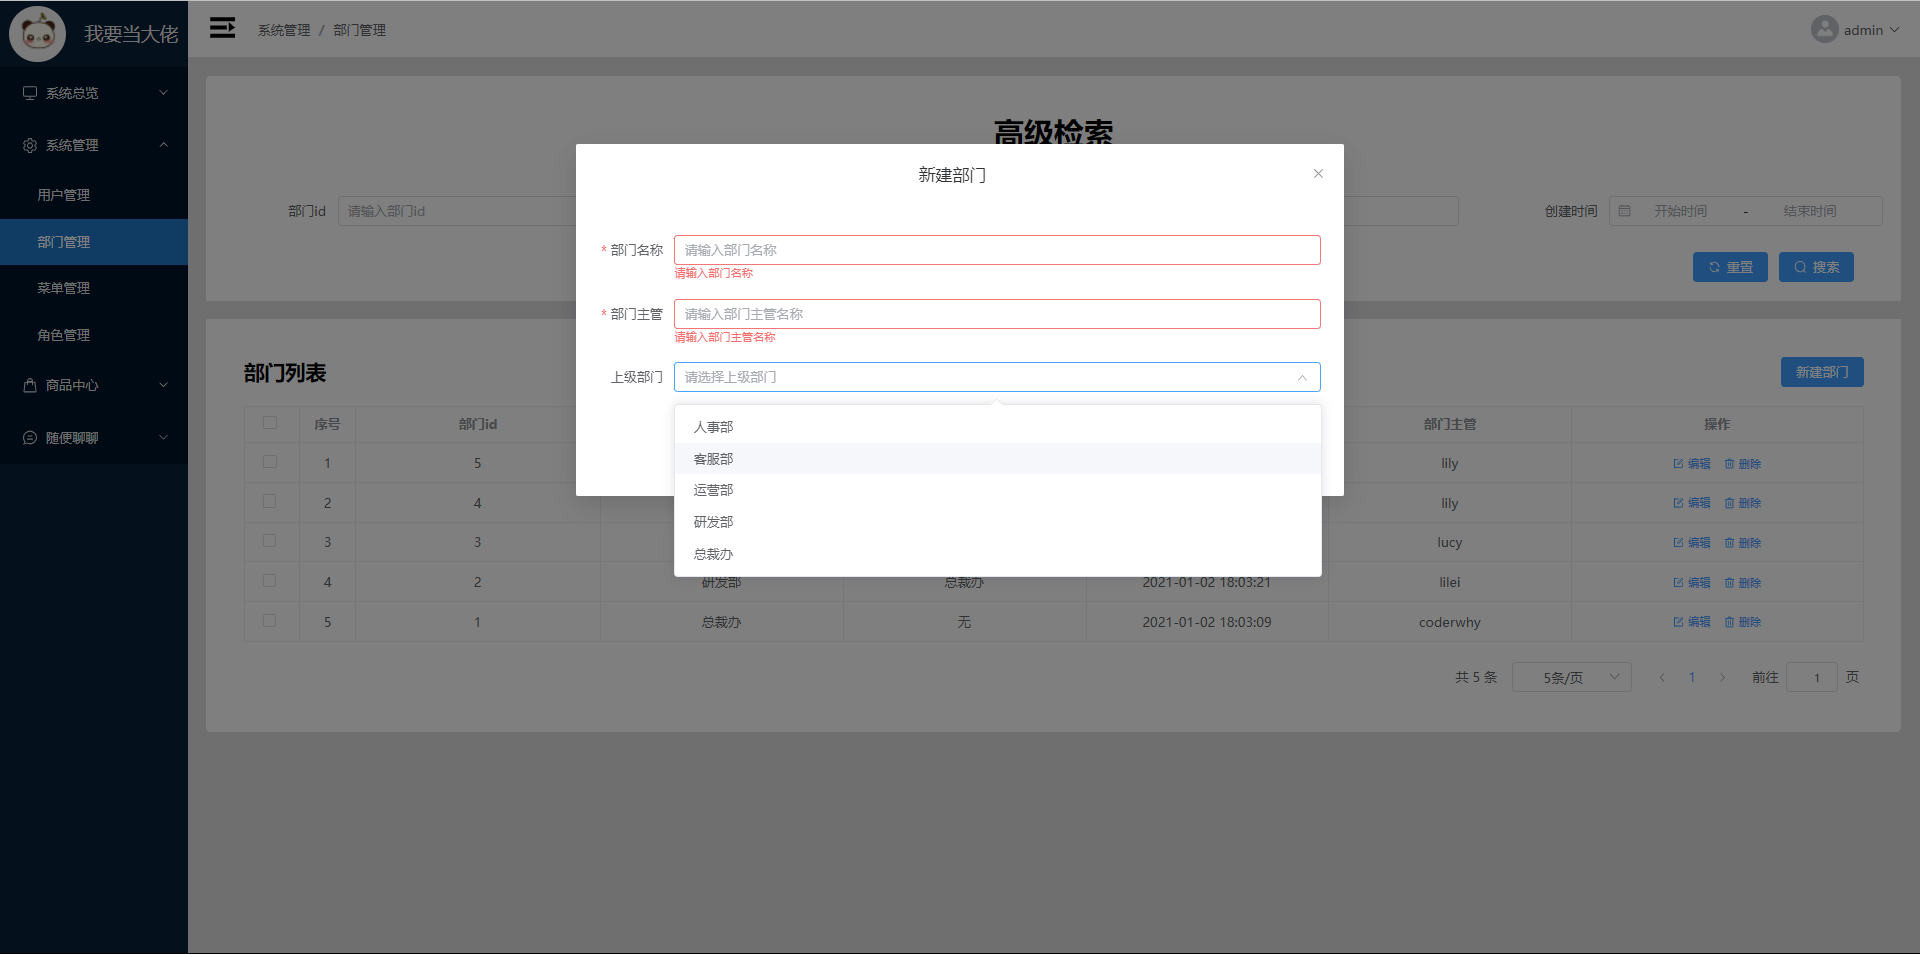 我要当大佬
系统管理 / 部门管理
admin
系统总览
系统管理
用户管理
部门管理
菜单管理
角色管理
商品中心
随便聊聊
高级检索
部门id 请输入部门id
创建时间 开始时间 - 结束时间
重置 搜索
新建部门
* 部门名称 请输入部门名称
请输入部门名称
* 部门主管 请输入部门主管名称
请输入部门主管名称
上级部门 请选择上级部门
人事部
客服部
运营部
研发部
总裁办
部门列表 新建部门
序号 部门id 部门主管 操作
1 5 lily 编辑 删除
2 4 lily 编辑 删除
3 3 lucy 编辑 删除
4 2 研发部 总裁办 2021-01-02 18:03:21 lilei 编辑 删除
5 1 总裁办 无 2021-01-02 18:03:09 coderwhy 编辑 删除
共 5 条 5条/页 1 前往 1 页